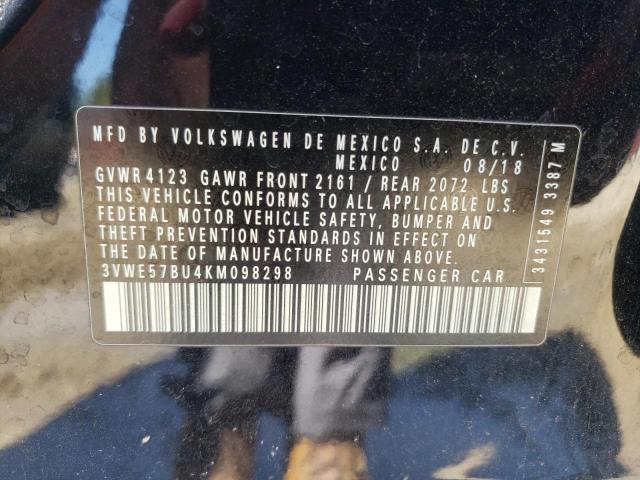 MFD BY VOLKSWAGEN DE MEXICO S.A. DE C.V.
MEXICO 08/18
GVWR 4123 GAWR FRONT 2161 / REAR 2072 LBS
THIS VEHICLE CONFORMS TO ALL APPLICABLE U.S.
FEDERAL MOTOR VEHICLE SAFETY, BUMPER AND
THEFT PREVENTION STANDARDS IN EFFECT ON
THE DATE OF MANUFACTURE SHOWN ABOVE.
3VWE57BU4KM098298 PASSENGER CAR
3431549 3387 M